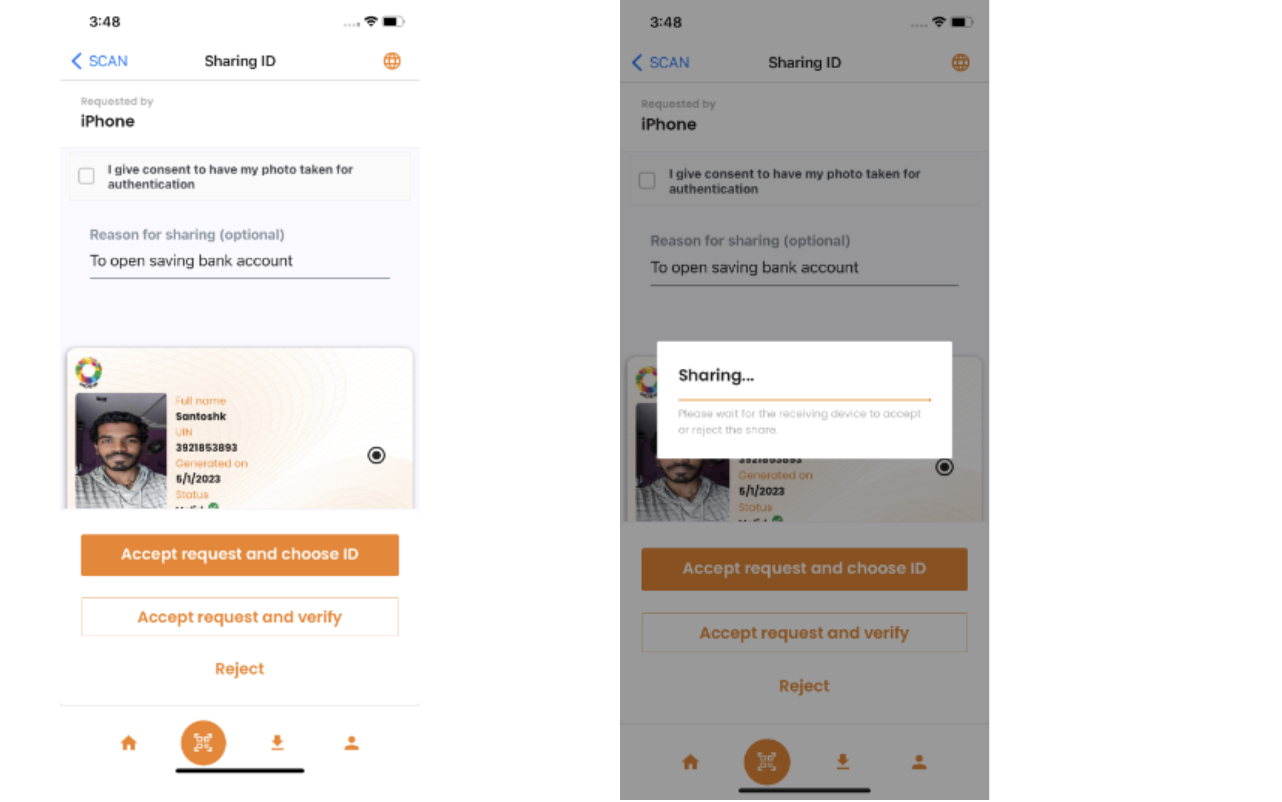 3:48
SCAN
Sharing ID
Requested by
iPhone
I give consent to have my photo taken for
authentication
Reason for sharing (optional)
To open saving bank account
Full name
Santoshk
UIN
3921853893
Generated on
5/1/2023
Status
Accept request and choose ID
Accept request and verify
Reject
3:48
SCAN
Sharing ID
Requested by
iPhone
I give consent to have my photo taken for
authentication
Reason for sharing (optional)
To open saving bank account
Sharing...
Please wait for the receiving device to accept
or reject the share.
3921853893
Generated on
5/1/2023
Status
Accept request and choose ID
Accept request and verify
Reject